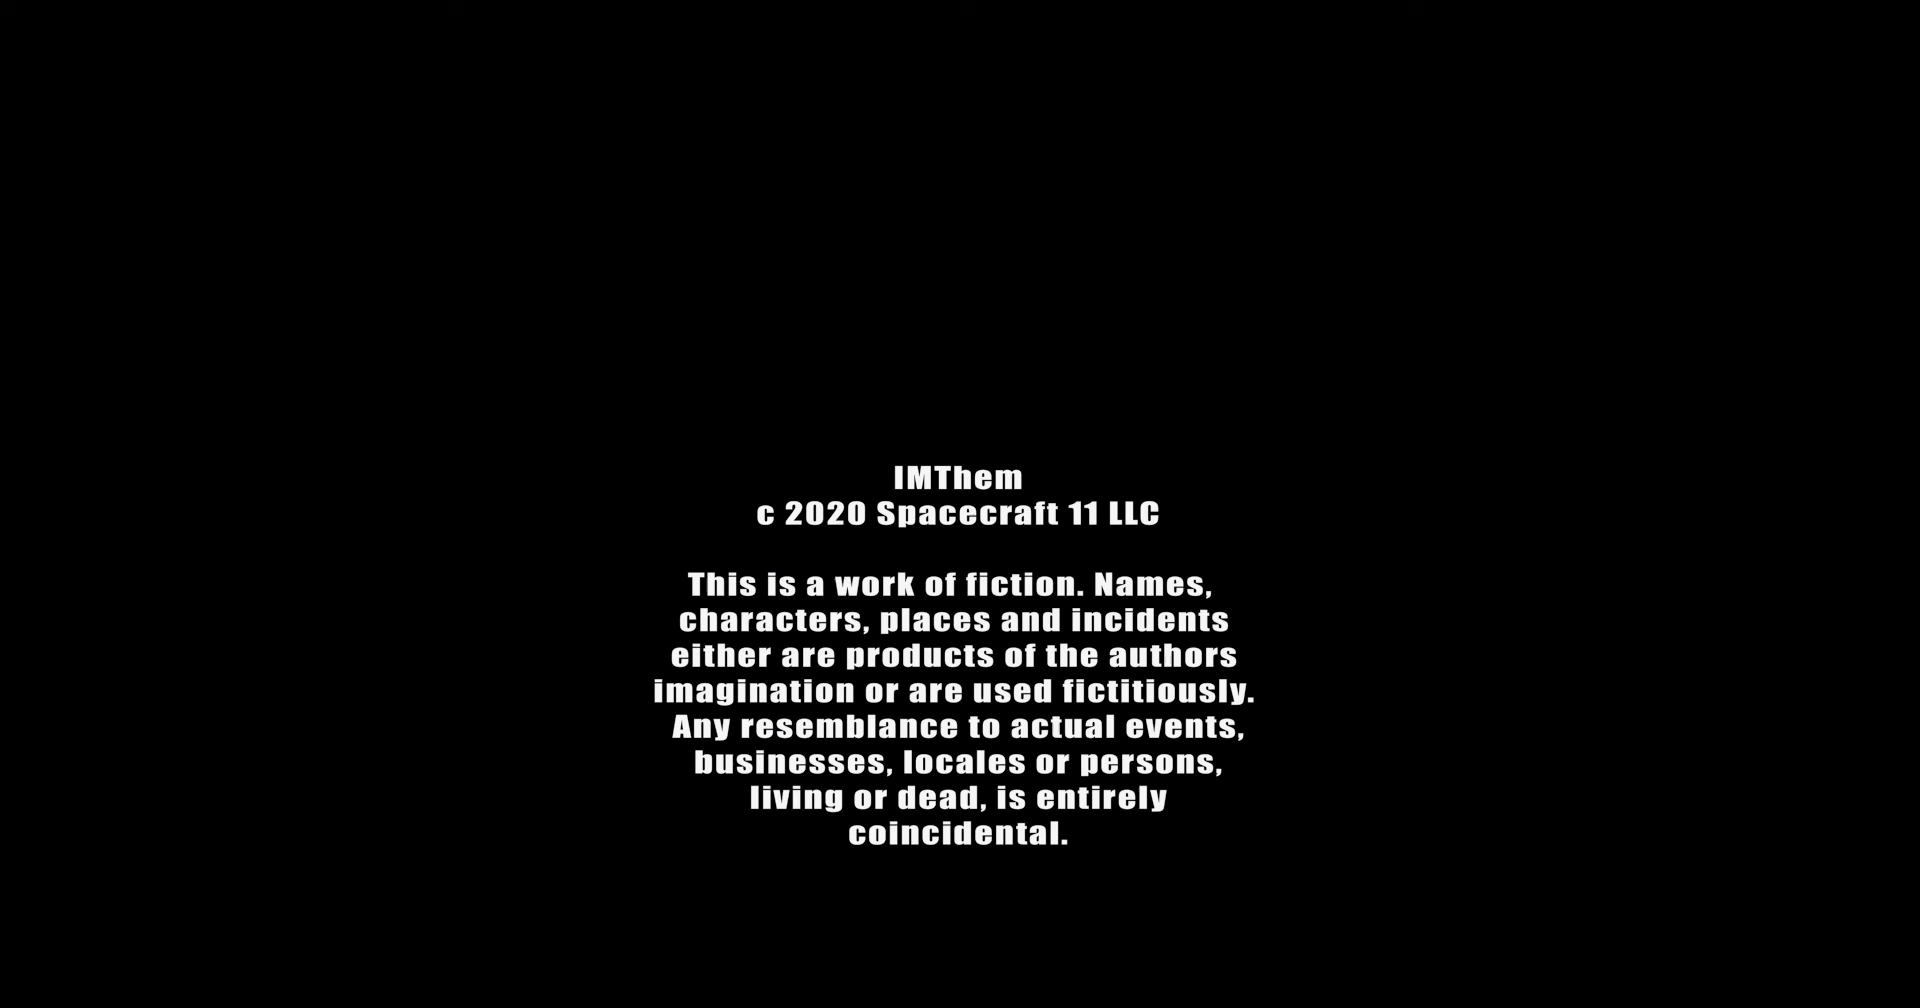 IMThem
c 2020 Spacecraft 11 LLC
This is a work of fiction. Names,
characters, places and incidents
either are products of the authors
imagination or are used fictitiously.
Any resemblance to actual events,
businesses, locales or persons,
living or dead, is entirely
coincidental.